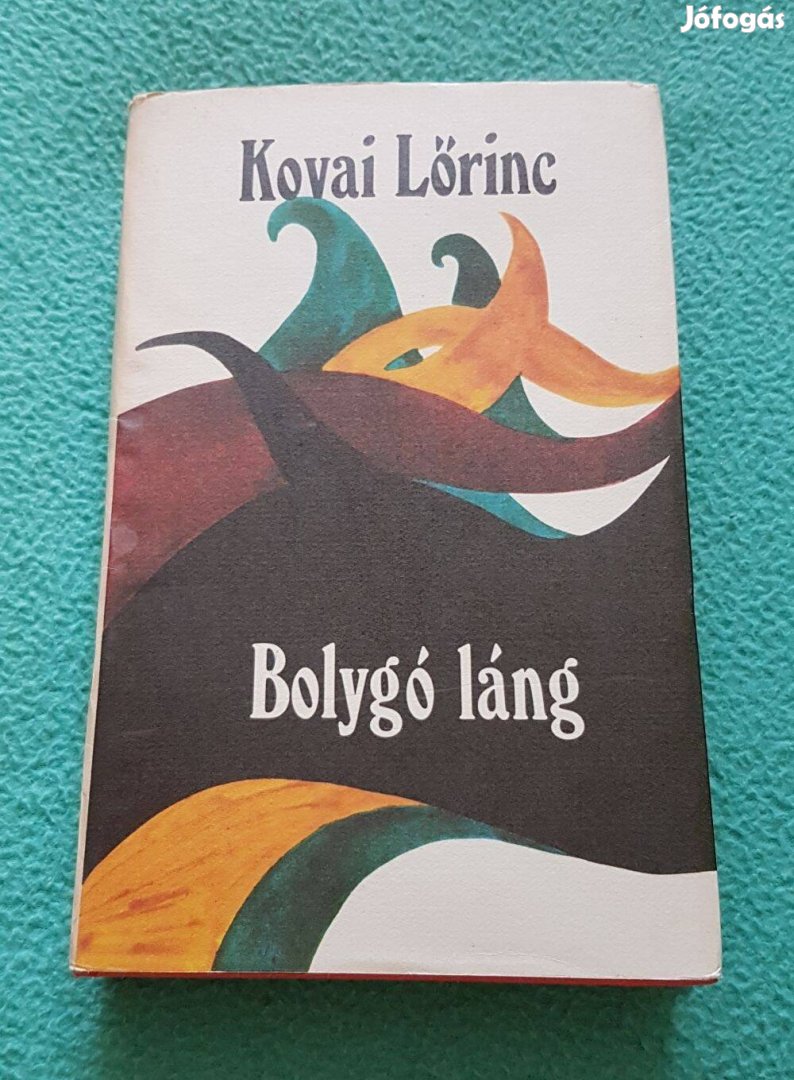 Jófogás
Kovai Lőrinc
Bolygó láng